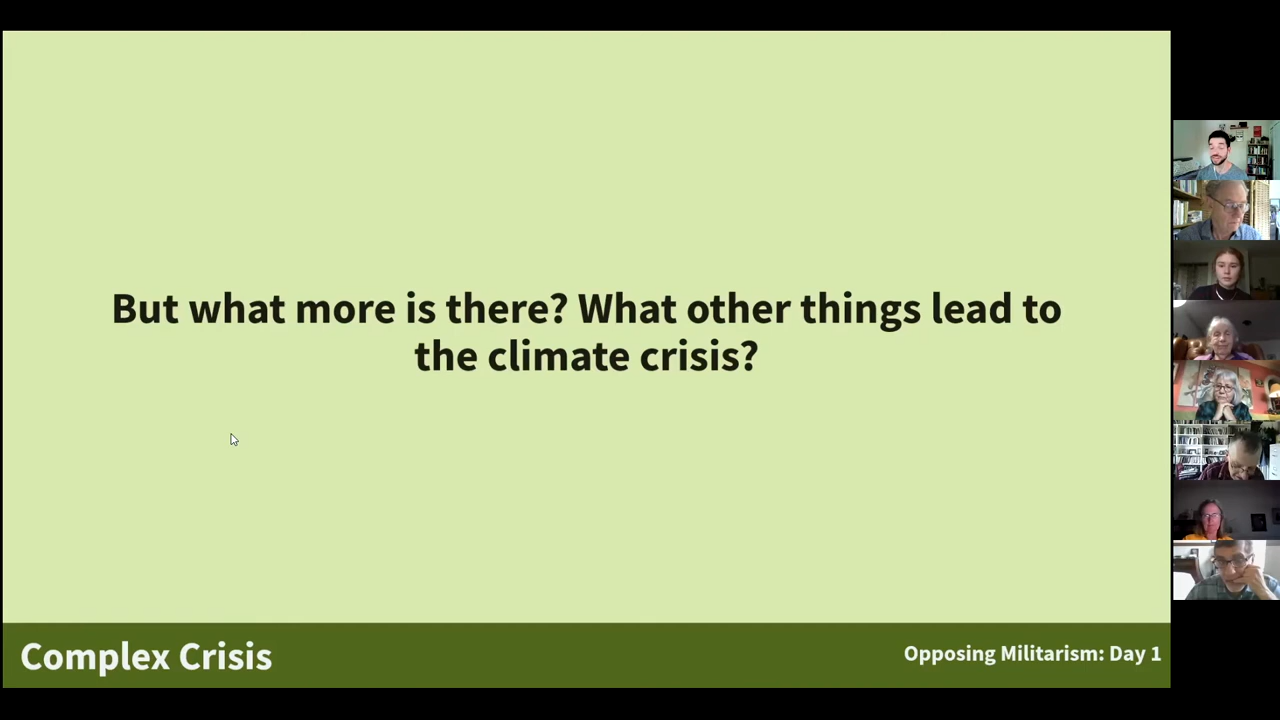 But what more is there? What other things lead to
the climate crisis?
Complex Crisis
Opposing Militarism: Day 1